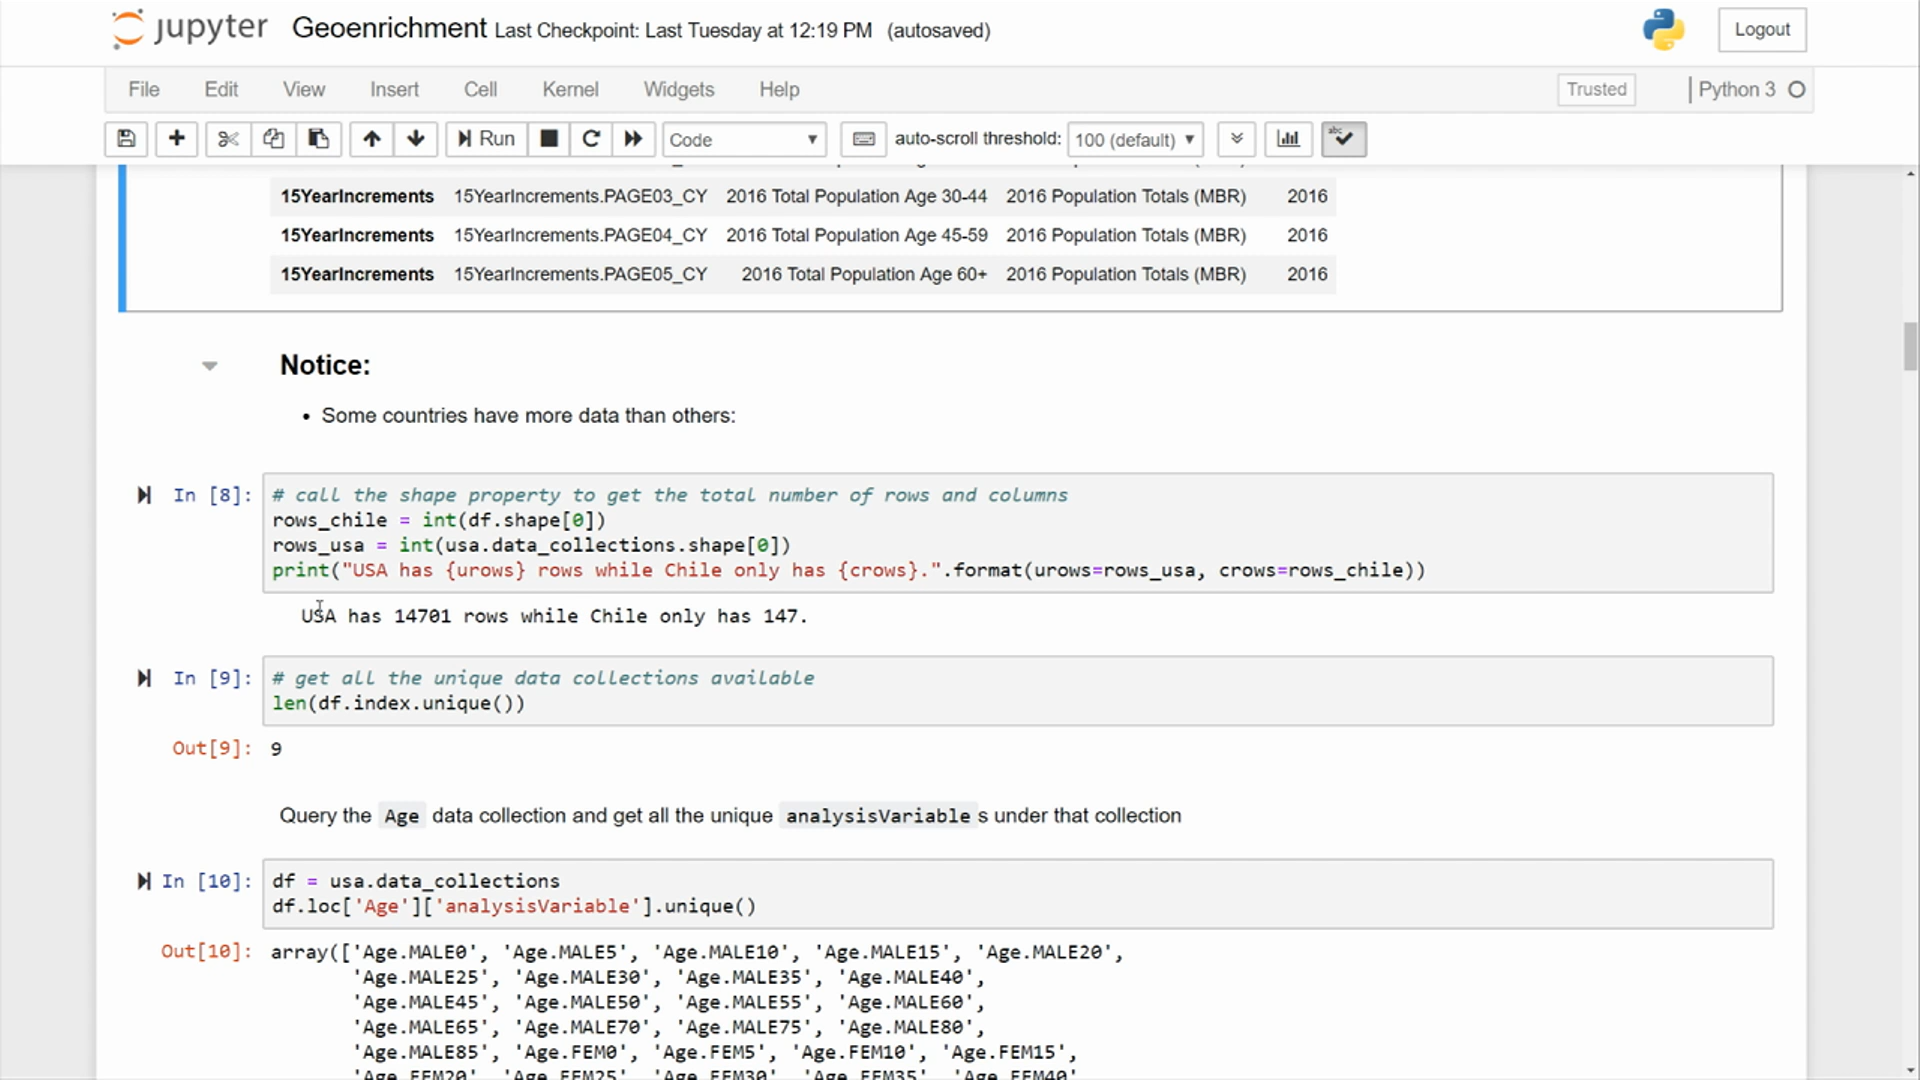 jupyter Geoenrichment Last Checkpoint: Last Tuesday at 12:19 PM (autosaved) Logout
File Edit View Insert Cell Kernel Widgets Help Trusted Python 3
Run Code auto-scroll threshold: 100 (default)
15YearIncrements 15YearIncrements.PAGE03_CY 2016 Total Population Age 30-44 2016 Population Totals (MBR) 2016
15YearIncrements 15YearIncrements.PAGE04_CY 2016 Total Population Age 45-59 2016 Population Totals (MBR) 2016
15YearIncrements 15YearIncrements.PAGE05_CY 2016 Total Population Age 60+ 2016 Population Totals (MBR) 2016
Notice:
• Some countries have more data than others:
In [8]: # call the shape property to get the total number of rows and columns
rows_chile = int(df.shape[0])
rows_usa = int(usa.data_collections.shape[0])
print("USA has {urows} rows while Chile only has {crows}.".format(urows=rows_usa, crows=rows_chile))
USA has 14701 rows while Chile only has 147.
In [9]: # get all the unique data collections available
len(df.index.unique())
Out[9]: 9
Query the Age data collection and get all the unique analysisVariable s under that collection
In [10]: df = usa.data_collections
df.loc['Age']['analysisVariable'].unique()
Out[10]: array(['Age.MALE0', 'Age.MALE5', 'Age.MALE10', 'Age.MALE15', 'Age.MALE20',
'Age.MALE25', 'Age.MALE30', 'Age.MALE35', 'Age.MALE40',
'Age.MALE45', 'Age.MALE50', 'Age.MALE55', 'Age.MALE60',
'Age.MALE65', 'Age.MALE70', 'Age.MALE75', 'Age.MALE80',
'Age.MALE85', 'Age.FEM0', 'Age.FEM5', 'Age.FEM10', 'Age.FEM15',
'Age.FEM20', 'Age.FEM25', 'Age.FEM30', 'Age.FEM35', 'Age.FEM40'